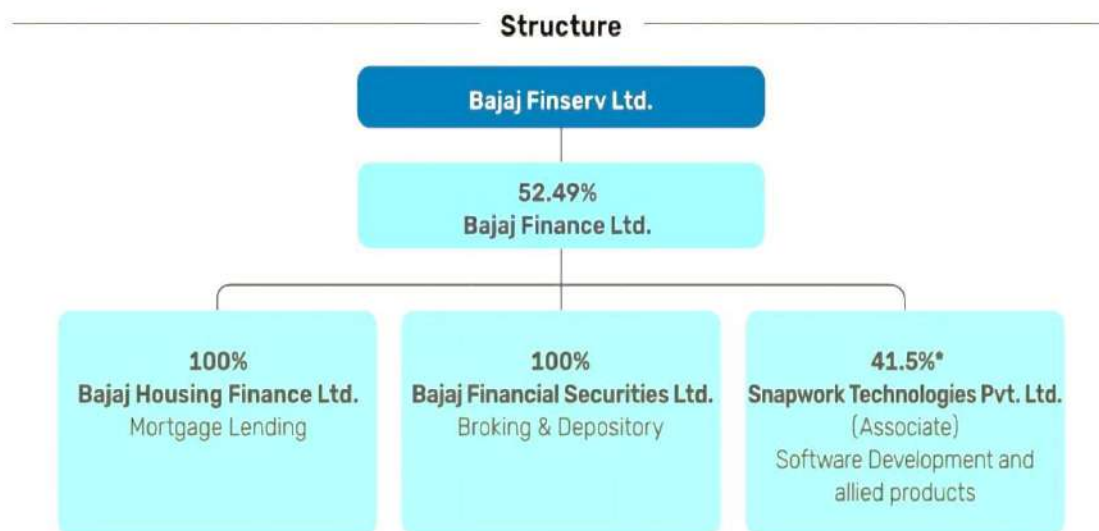 Structure
Bajaj Finserv Ltd.
52.49%
Bajaj Finance Ltd.
100%
Bajaj Housing Finance Ltd.
Mortgage Lending
100%
Bajaj Financial Securities Ltd.
Broking & Depository
41.5%*
Snapwork Technologies Pvt. Ltd.
(Associate)
Software Development and
allied products